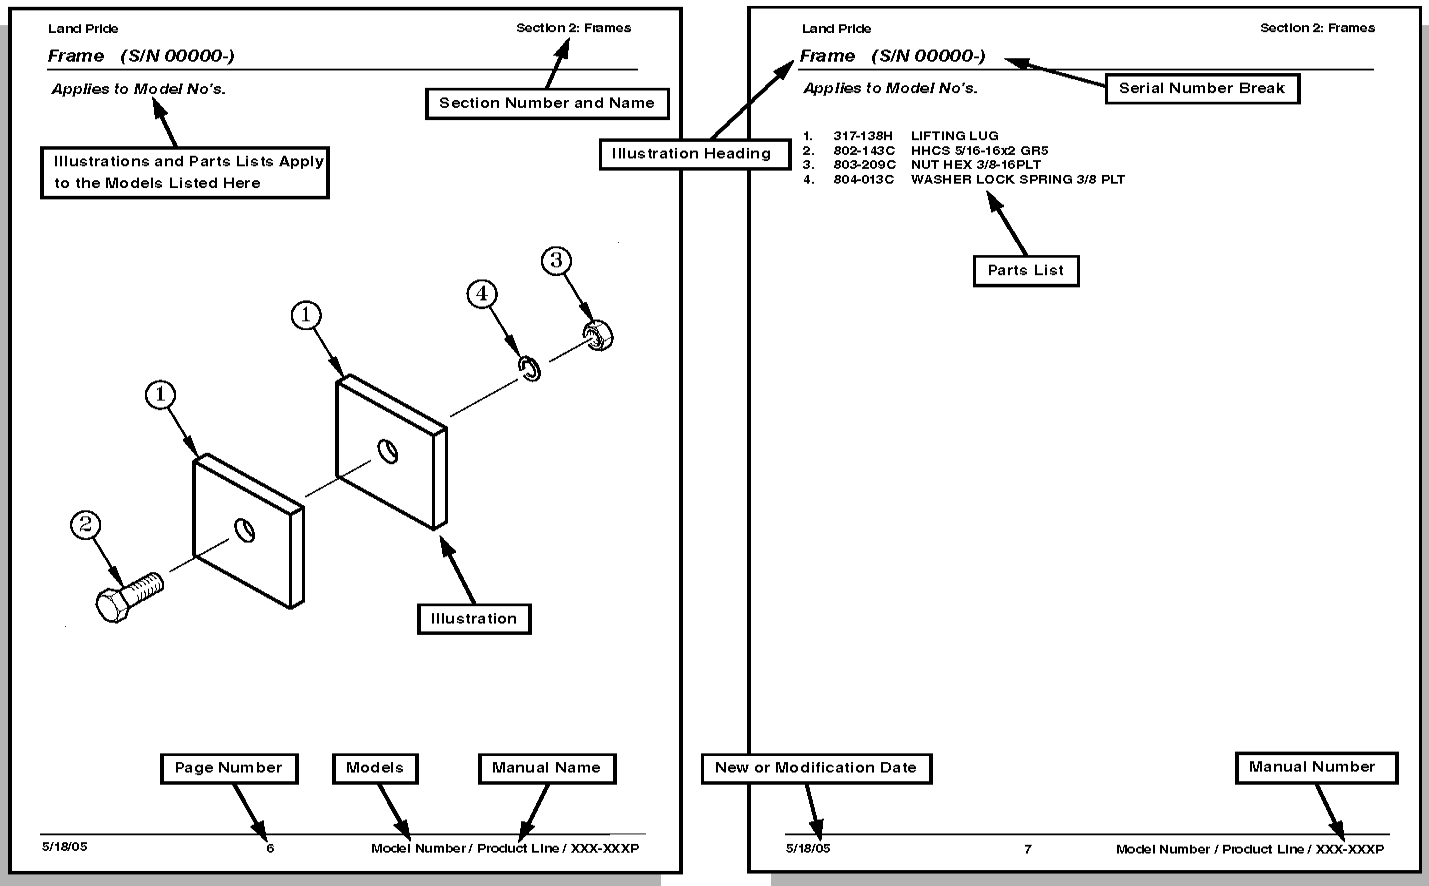 Land Pride
Section 2: Frames
Frame (S/N 00000-)
Applies to Model No's.
Section Number and Name
Illustrations and Parts Lists Apply
to the Models Listed Here
3
4
1
1
2
Illustration
Page Number
Models
Manual Name
5/18/05
6
Model Number / Product Line / XXX-XXXP
Land Pride
Section 2: Frames
Frame (S/N 00000-)
Applies to Model No's.
Serial Number Break
Illustration Heading
1. 317-138H LIFTING LUG
2. 802-143C HHCS 5/16-16x2 GR5
3. 803-209C NUT HEX 3/8-16PLT
4. 804-013C WASHER LOCK SPRING 3/8 PLT
Parts List
New or Modification Date
Manual Number
5/18/05
7
Model Number / Product Line / XXX-XXXP